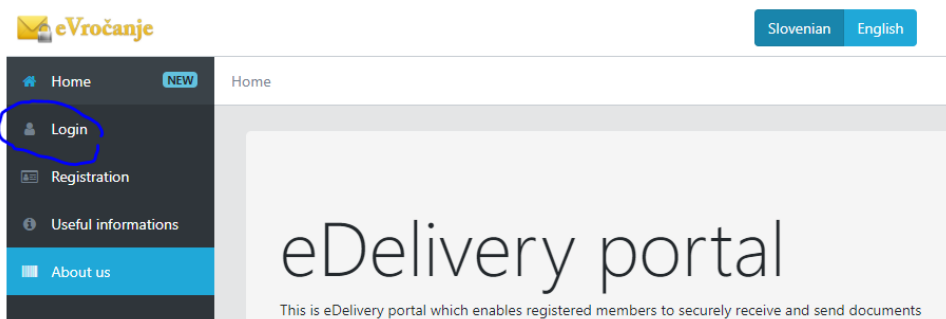 eVročanje
Slovenian English
Home NEW
Home
Login
Registration
Useful informations
About us
eDelivery portal
This is eDelivery portal which enables registered members to securely receive and send documents